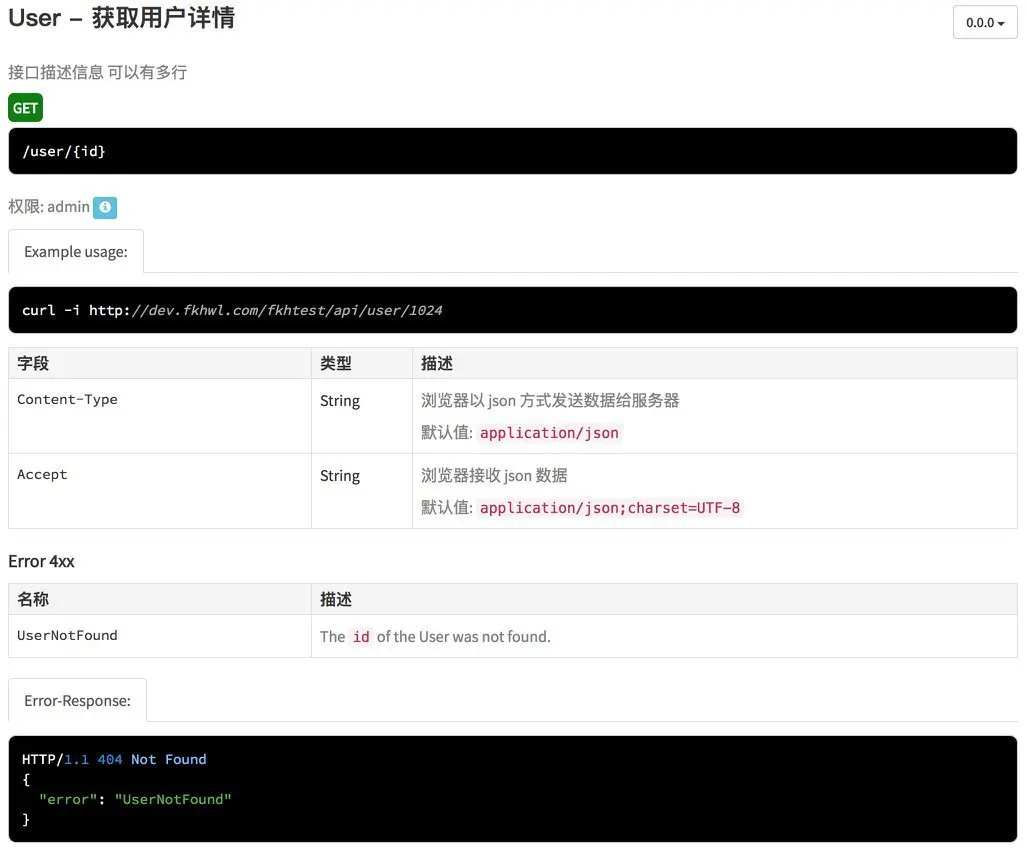 User – 获取用户详情
0.0.0
接口描述信息 可以有多行
GET
/user/{id}
权限: admin
Example usage:
curl -i http://dev.fkhwl.com/fkhtest/api/user/1024
字段 类型 描述
Content-Type String 浏览器以 json 方式发送数据给服务器
默认值: application/json
Accept String 浏览器接收 json 数据
默认值: application/json;charset=UTF-8
Error 4xx
名称 描述
UserNotFound The id of the User was not found.
Error-Response:
HTTP/1.1 404 Not Found
{
"error": "UserNotFound"
}